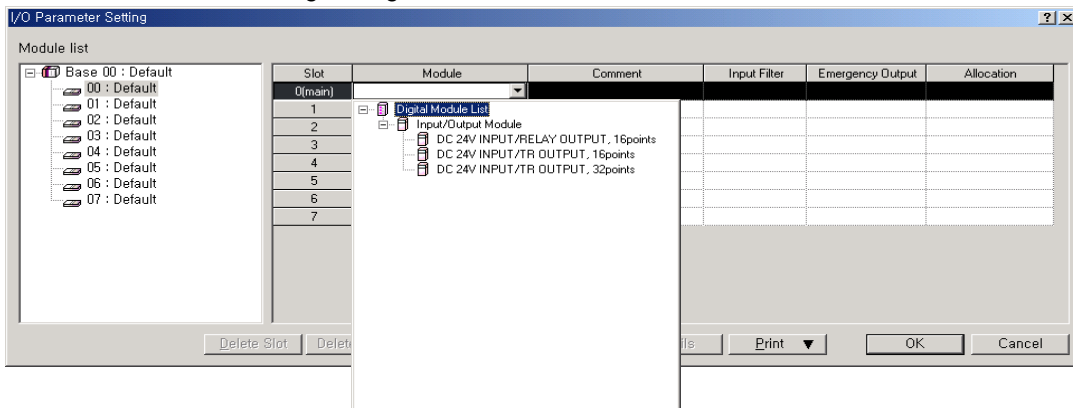 I/O Parameter Setting
Module list
Base 00 : Default
00 : Default
01 : Default
02 : Default
03 : Default
04 : Default
05 : Default
06 : Default
07 : Default
Slot Module Comment Input Filter Emergency Output Allocation
0(main)
1
2
3
4
5
6
7
Digital Module List
Input/Output Module
DC 24V INPUT/RELAY OUTPUT, 16points
DC 24V INPUT/TR OUTPUT, 16points
DC 24V INPUT/TR OUTPUT, 32points
Delete Slot Print OK Cancel